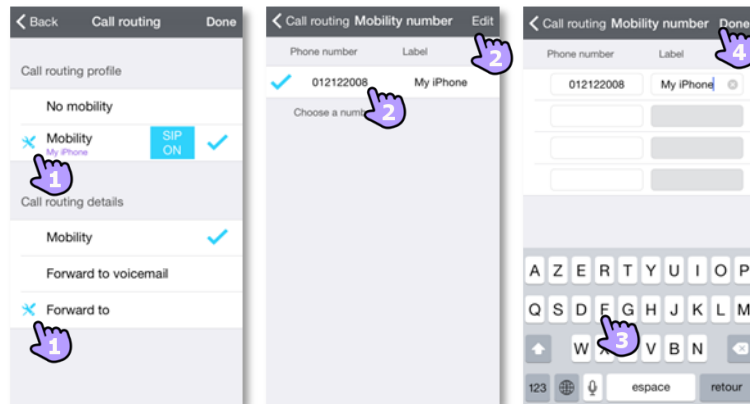 Back Call routing Done
Call routing profile
No mobility
Mobility
My iPhone
SIP
ON
1
Call routing details
Mobility
Forward to voicemail
Forward to
1
Call routing Mobility number Edit
2
Phone number Label
012122008 My iPhone
2
Choose a numb
Call routing Mobility number Done
4
Phone number Label
012122008 My iPhone
A Z E R T Y U I O P
Q S D F G H J K L M
3
W X V B N
123 espace retour